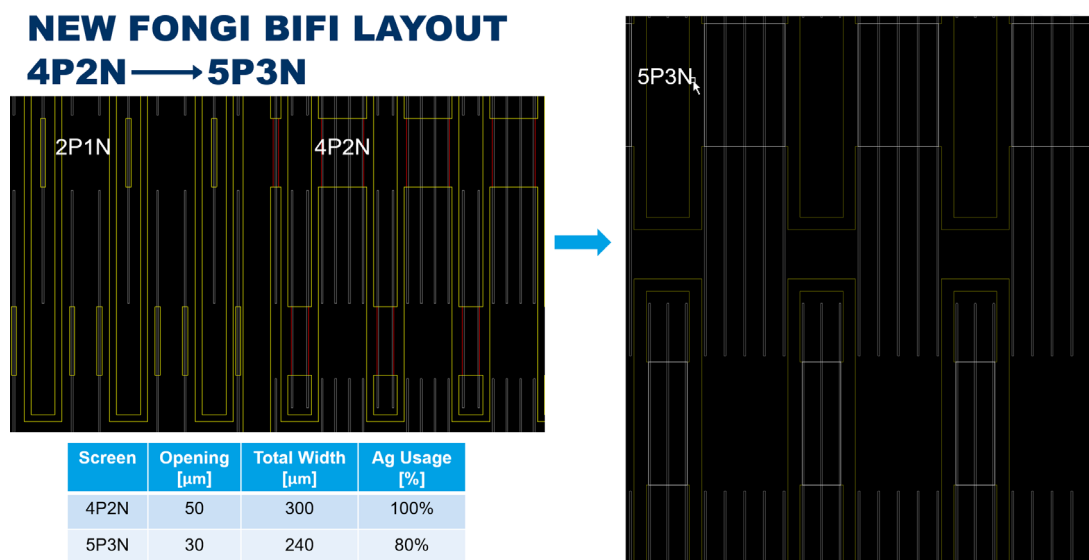 NEW FONGI BIFI LAYOUT
4P2N → 5P3N
2P1N
4P2N
5P3N
Screen Opening [μm] Total Width [μm] Ag Usage [%]
4P2N 50 300 100%
5P3N 30 240 80%